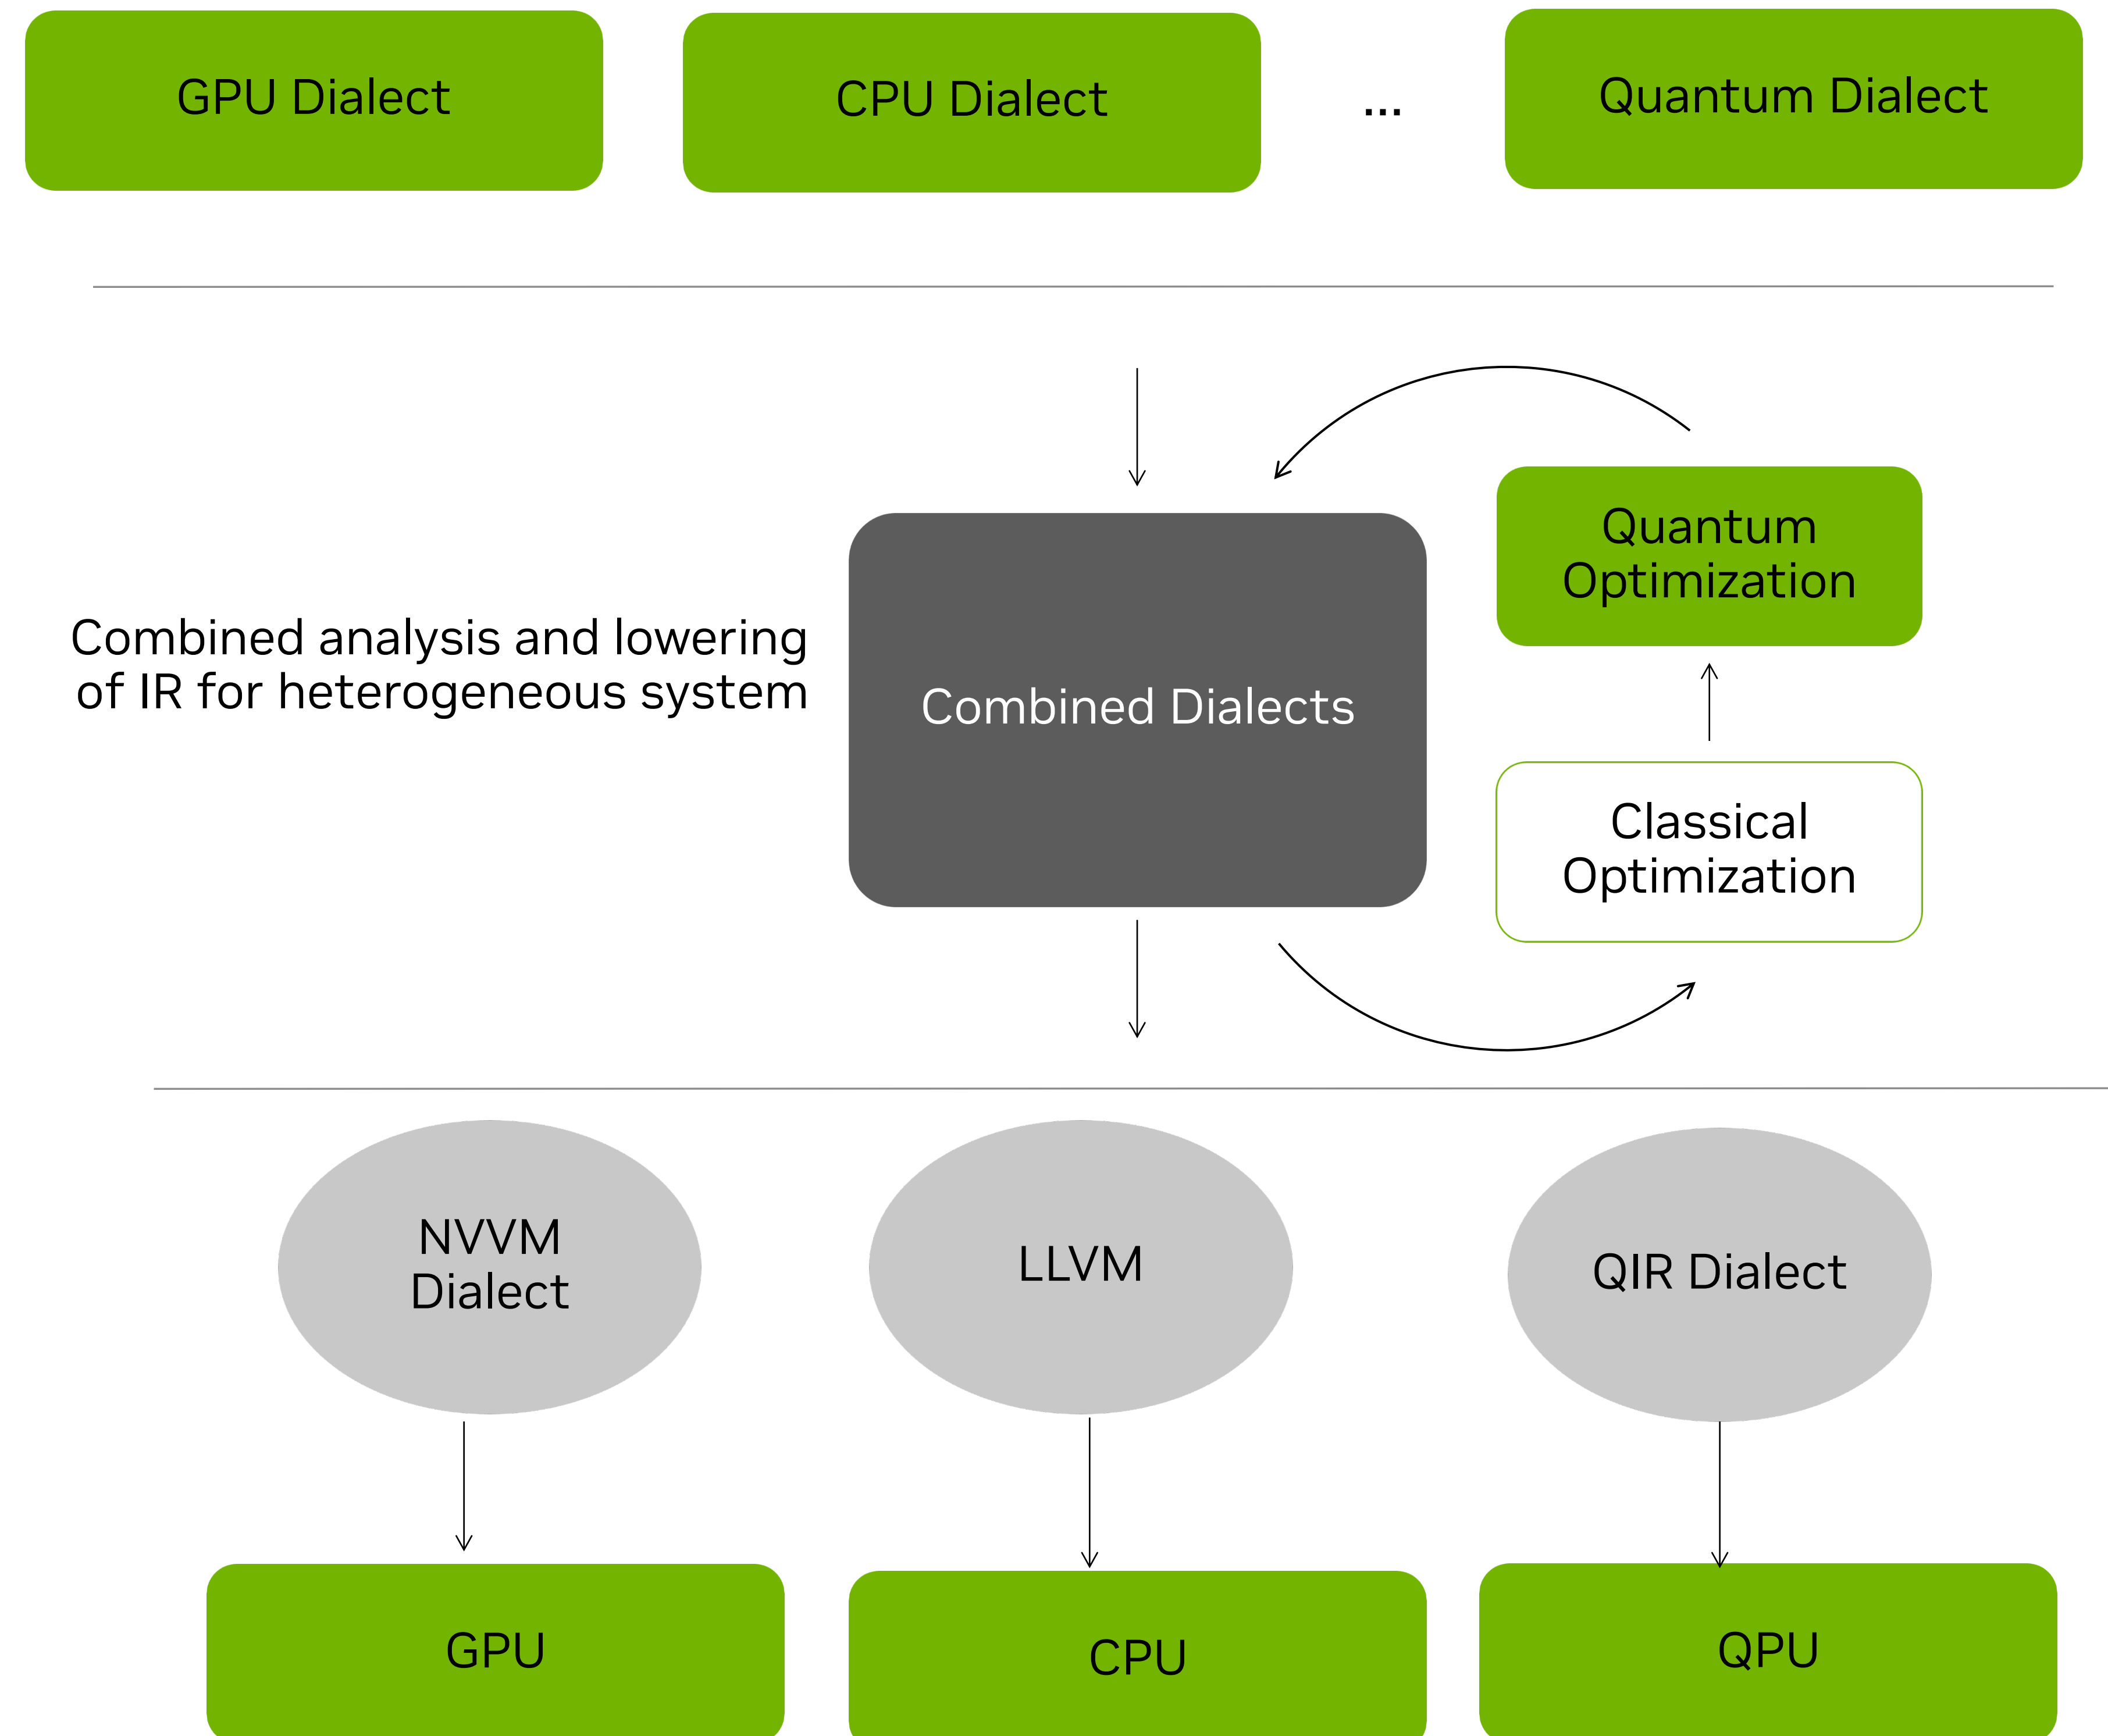 GPU Dialect
CPU Dialect
...
Quantum Dialect
Combined analysis and lowering
of IR for heterogeneous system
Combined Dialects
Quantum
Optimization
Classical
Optimization
NVVM
Dialect
LLVM
QIR Dialect
GPU
CPU
QPU